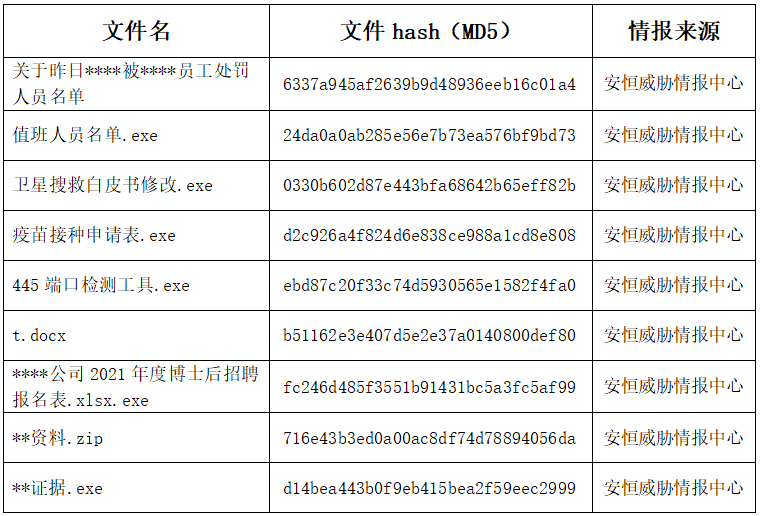 文件名 文件 hash（MD5） 情报来源
关于昨日****被****员工处罚
人员名单 6337a945af2639b9d48936eeb16c01a4 安恒威胁情报中心
值班人员名单.exe 24da0a0ab285e56e7b73ea576bf9bd73 安恒威胁情报中心
卫星搜救白皮书修改.exe 0330b602d87e443bfa68642b65eff82b 安恒威胁情报中心
疫苗接种申请表.exe d2c926a4f824d6e838ce988a1cd8e808 安恒威胁情报中心
445 端口检测工具.exe ebd87c20f33c74d5930565e1582f4fa0 安恒威胁情报中心
t.docx b51162e3e407d5e2e37a0140800def80 安恒威胁情报中心
****公司 2021 年度博士后招聘
报名表.xlsx.exe fc246d485f3551b91431bc5a3fc5af99 安恒威胁情报中心
**资料.zip 716e43b3ed0a00ac8df74d78894056da 安恒威胁情报中心
**证据.exe d14bea443b0f9eb415bea2f59eec2999 安恒威胁情报中心